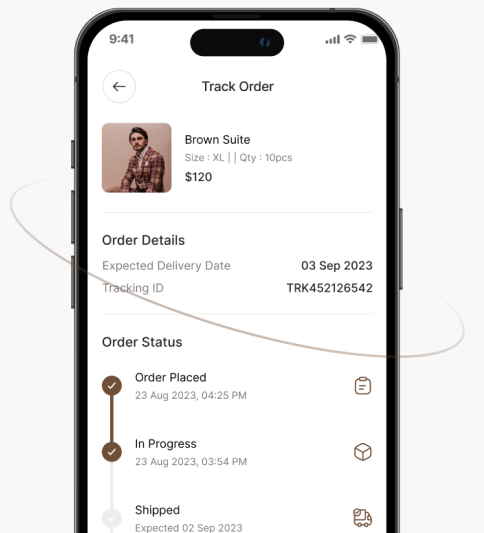 9:41
Track Order
Brown Suite
Size : XL | | Qty : 10pcs
$120
Order Details
Expected Delivery Date 03 Sep 2023
Tracking ID TRK452126542
Order Status
Order Placed
23 Aug 2023, 04:25 PM
In Progress
23 Aug 2023, 03:54 PM
Shipped
Expected 02 Sep 2023